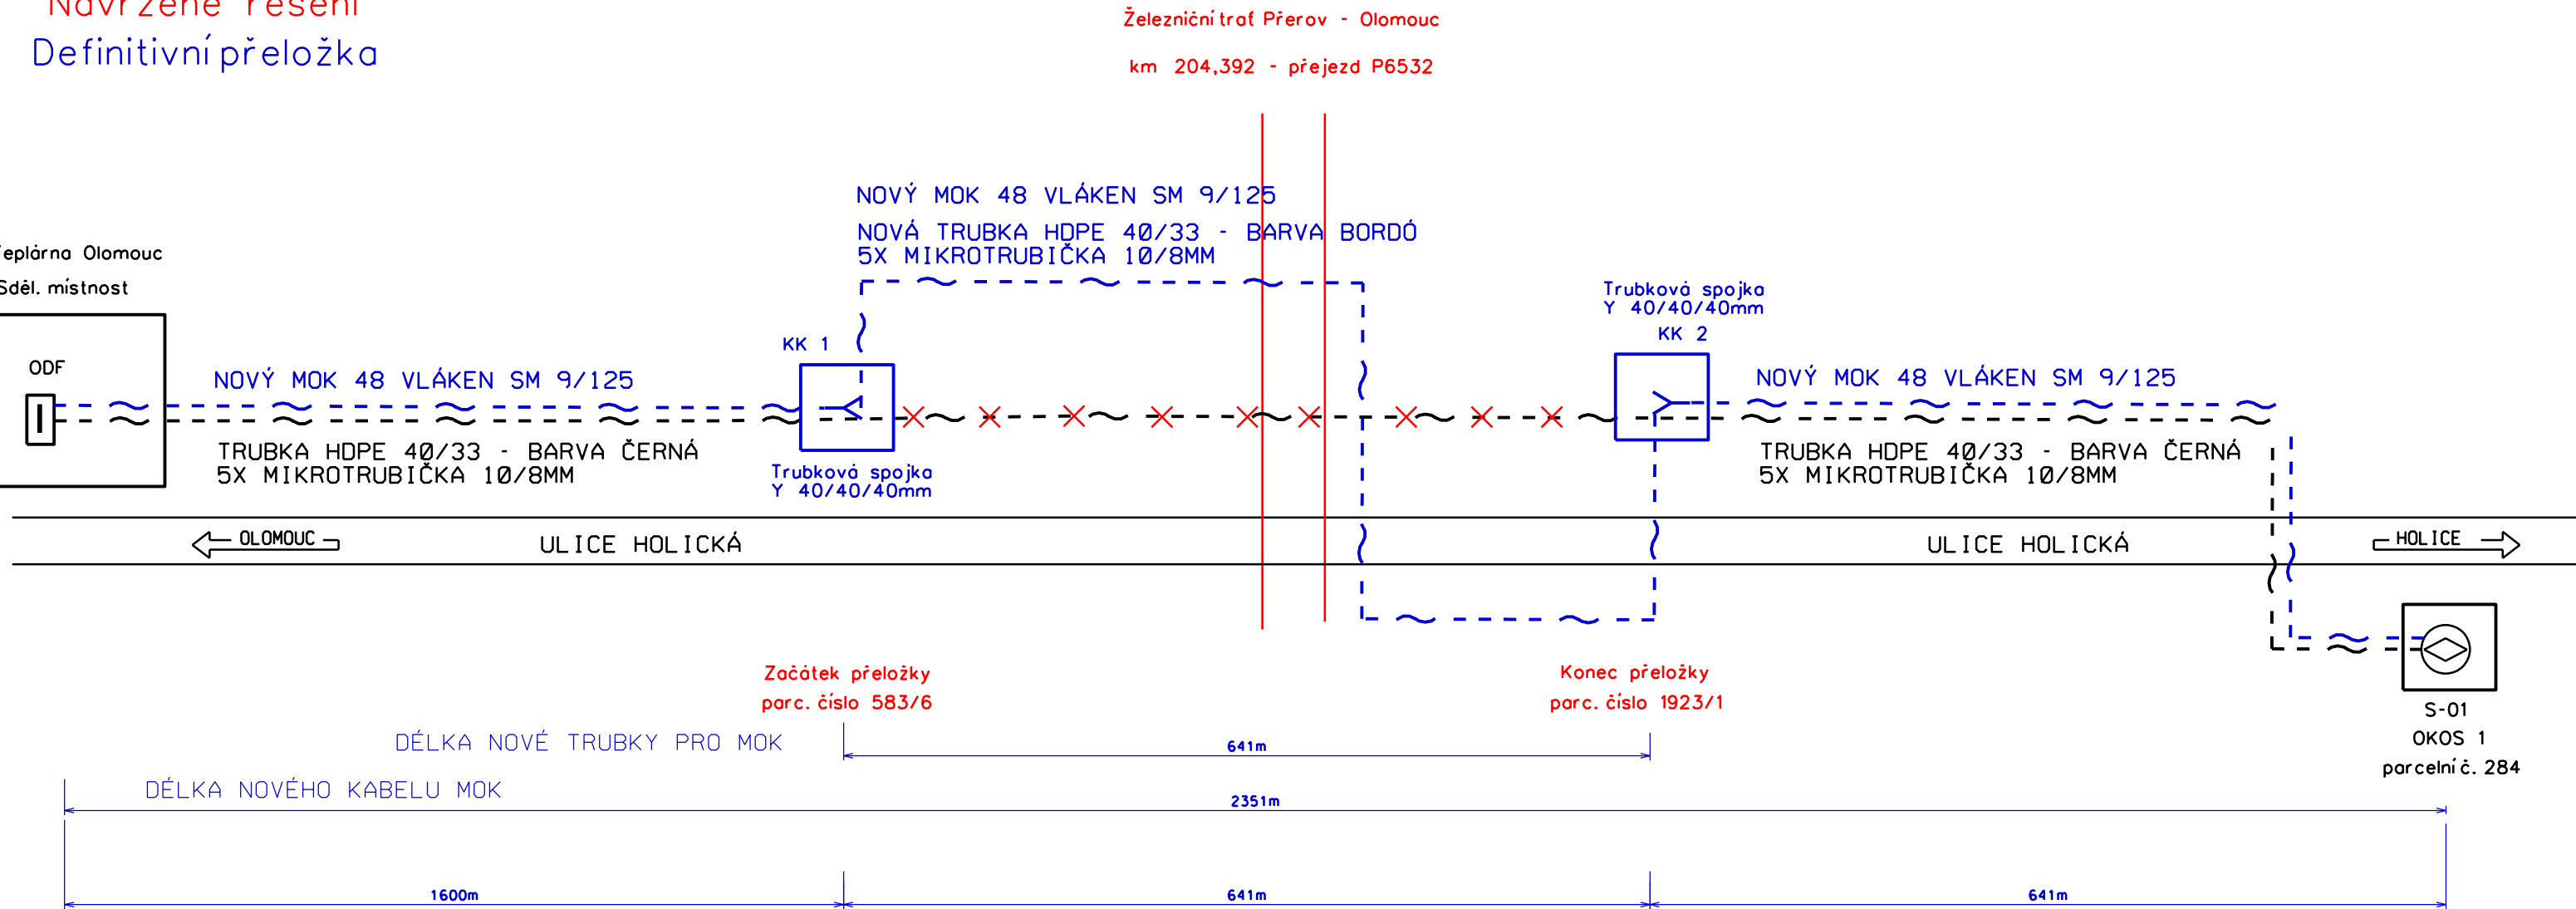 Navržené řešení
Definitivní přeložka
Železniční trať Přerov - Olomouc
km 204,392 - přejezd P6532
NOVÝ MOK 48 VLÁKEN SM 9/125
NOVÁ TRUBKA HDPE 40/33 - BARVA BORDÓ
5X MIKROTRUBIČKA 10/8MM
Teplárna Olomouc
Sděl. místnost
ODF
NOVÝ MOK 48 VLÁKEN SM 9/125
TRUBKA HDPE 40/33 - BARVA ČERNÁ
5X MIKROTRUBIČKA 10/8MM
KK 1
Trubková spojka
Y 40/40/40mm
Trubková spojka
Y 40/40/40mm
KK 2
NOVÝ MOK 48 VLÁKEN SM 9/125
TRUBKA HDPE 40/33 - BARVA ČERNÁ
5X MIKROTRUBIČKA 10/8MM
OLOMOUC
ULICE HOLICKÁ
ULICE HOLICKÁ
HOLICE
Začátek přeložky
parc. číslo 583/6
Konec přeložky
parc. číslo 1923/1
S-01
OKOS 1
parcelní č. 284
DÉLKA NOVÉ TRUBKY PRO MOK
641m
DÉLKA NOVÉHO KABELU MOK
2351m
1600m
641m
641m